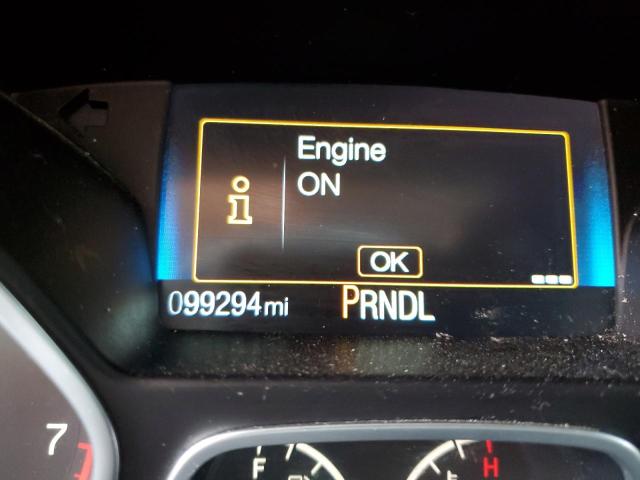 Engine
ON
i
OK
099294mi PRNDL
7
F H